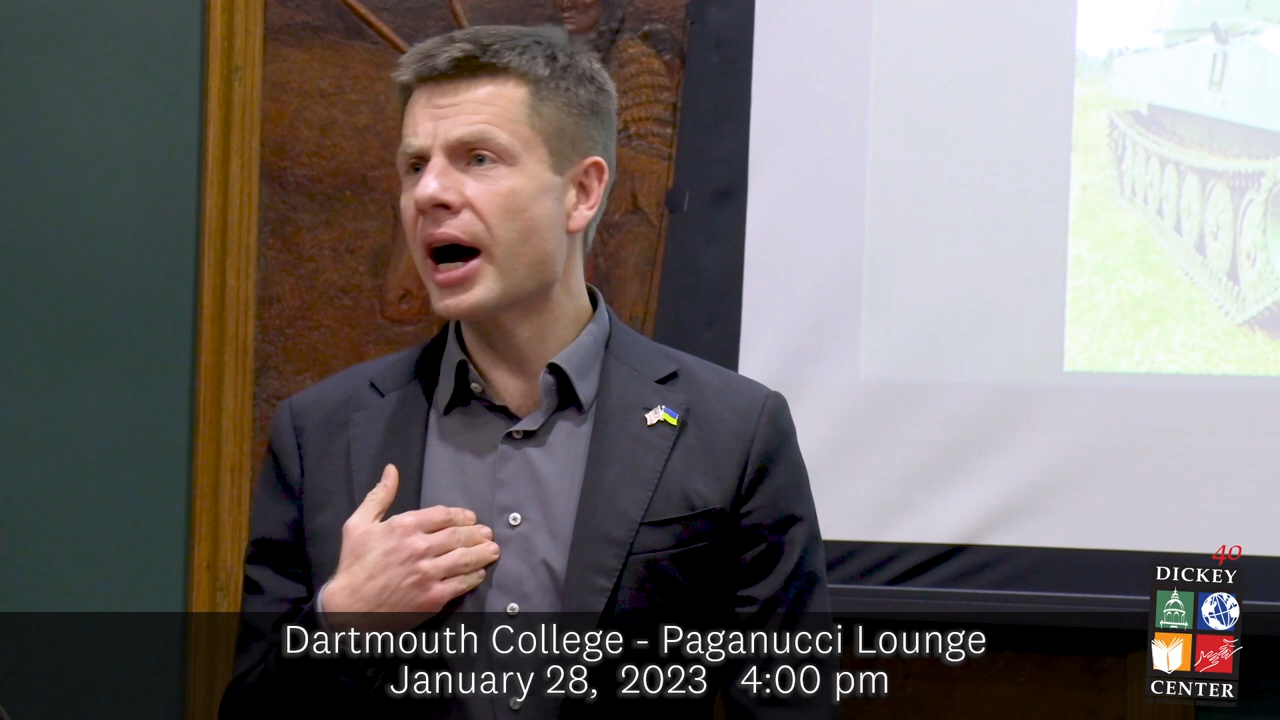 40
DICKEY
CENTER
Dartmouth College - Paganucci Lounge
January 28, 2023 4:00 pm